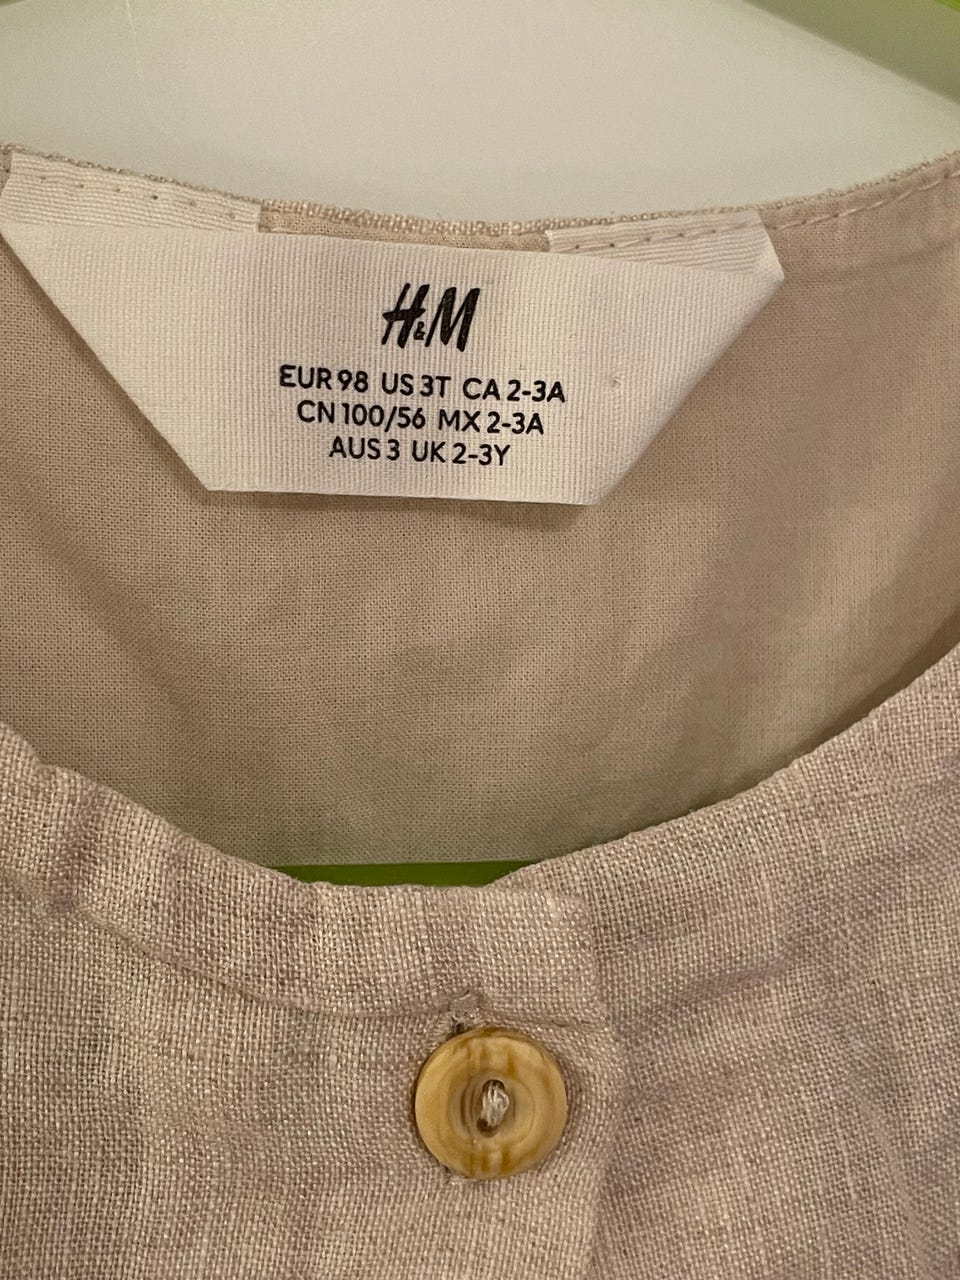 H&M
EUR 98 US 3T CA 2-3A
CN 100/56 MX 2-3A
AUS 3 UK 2-3Y